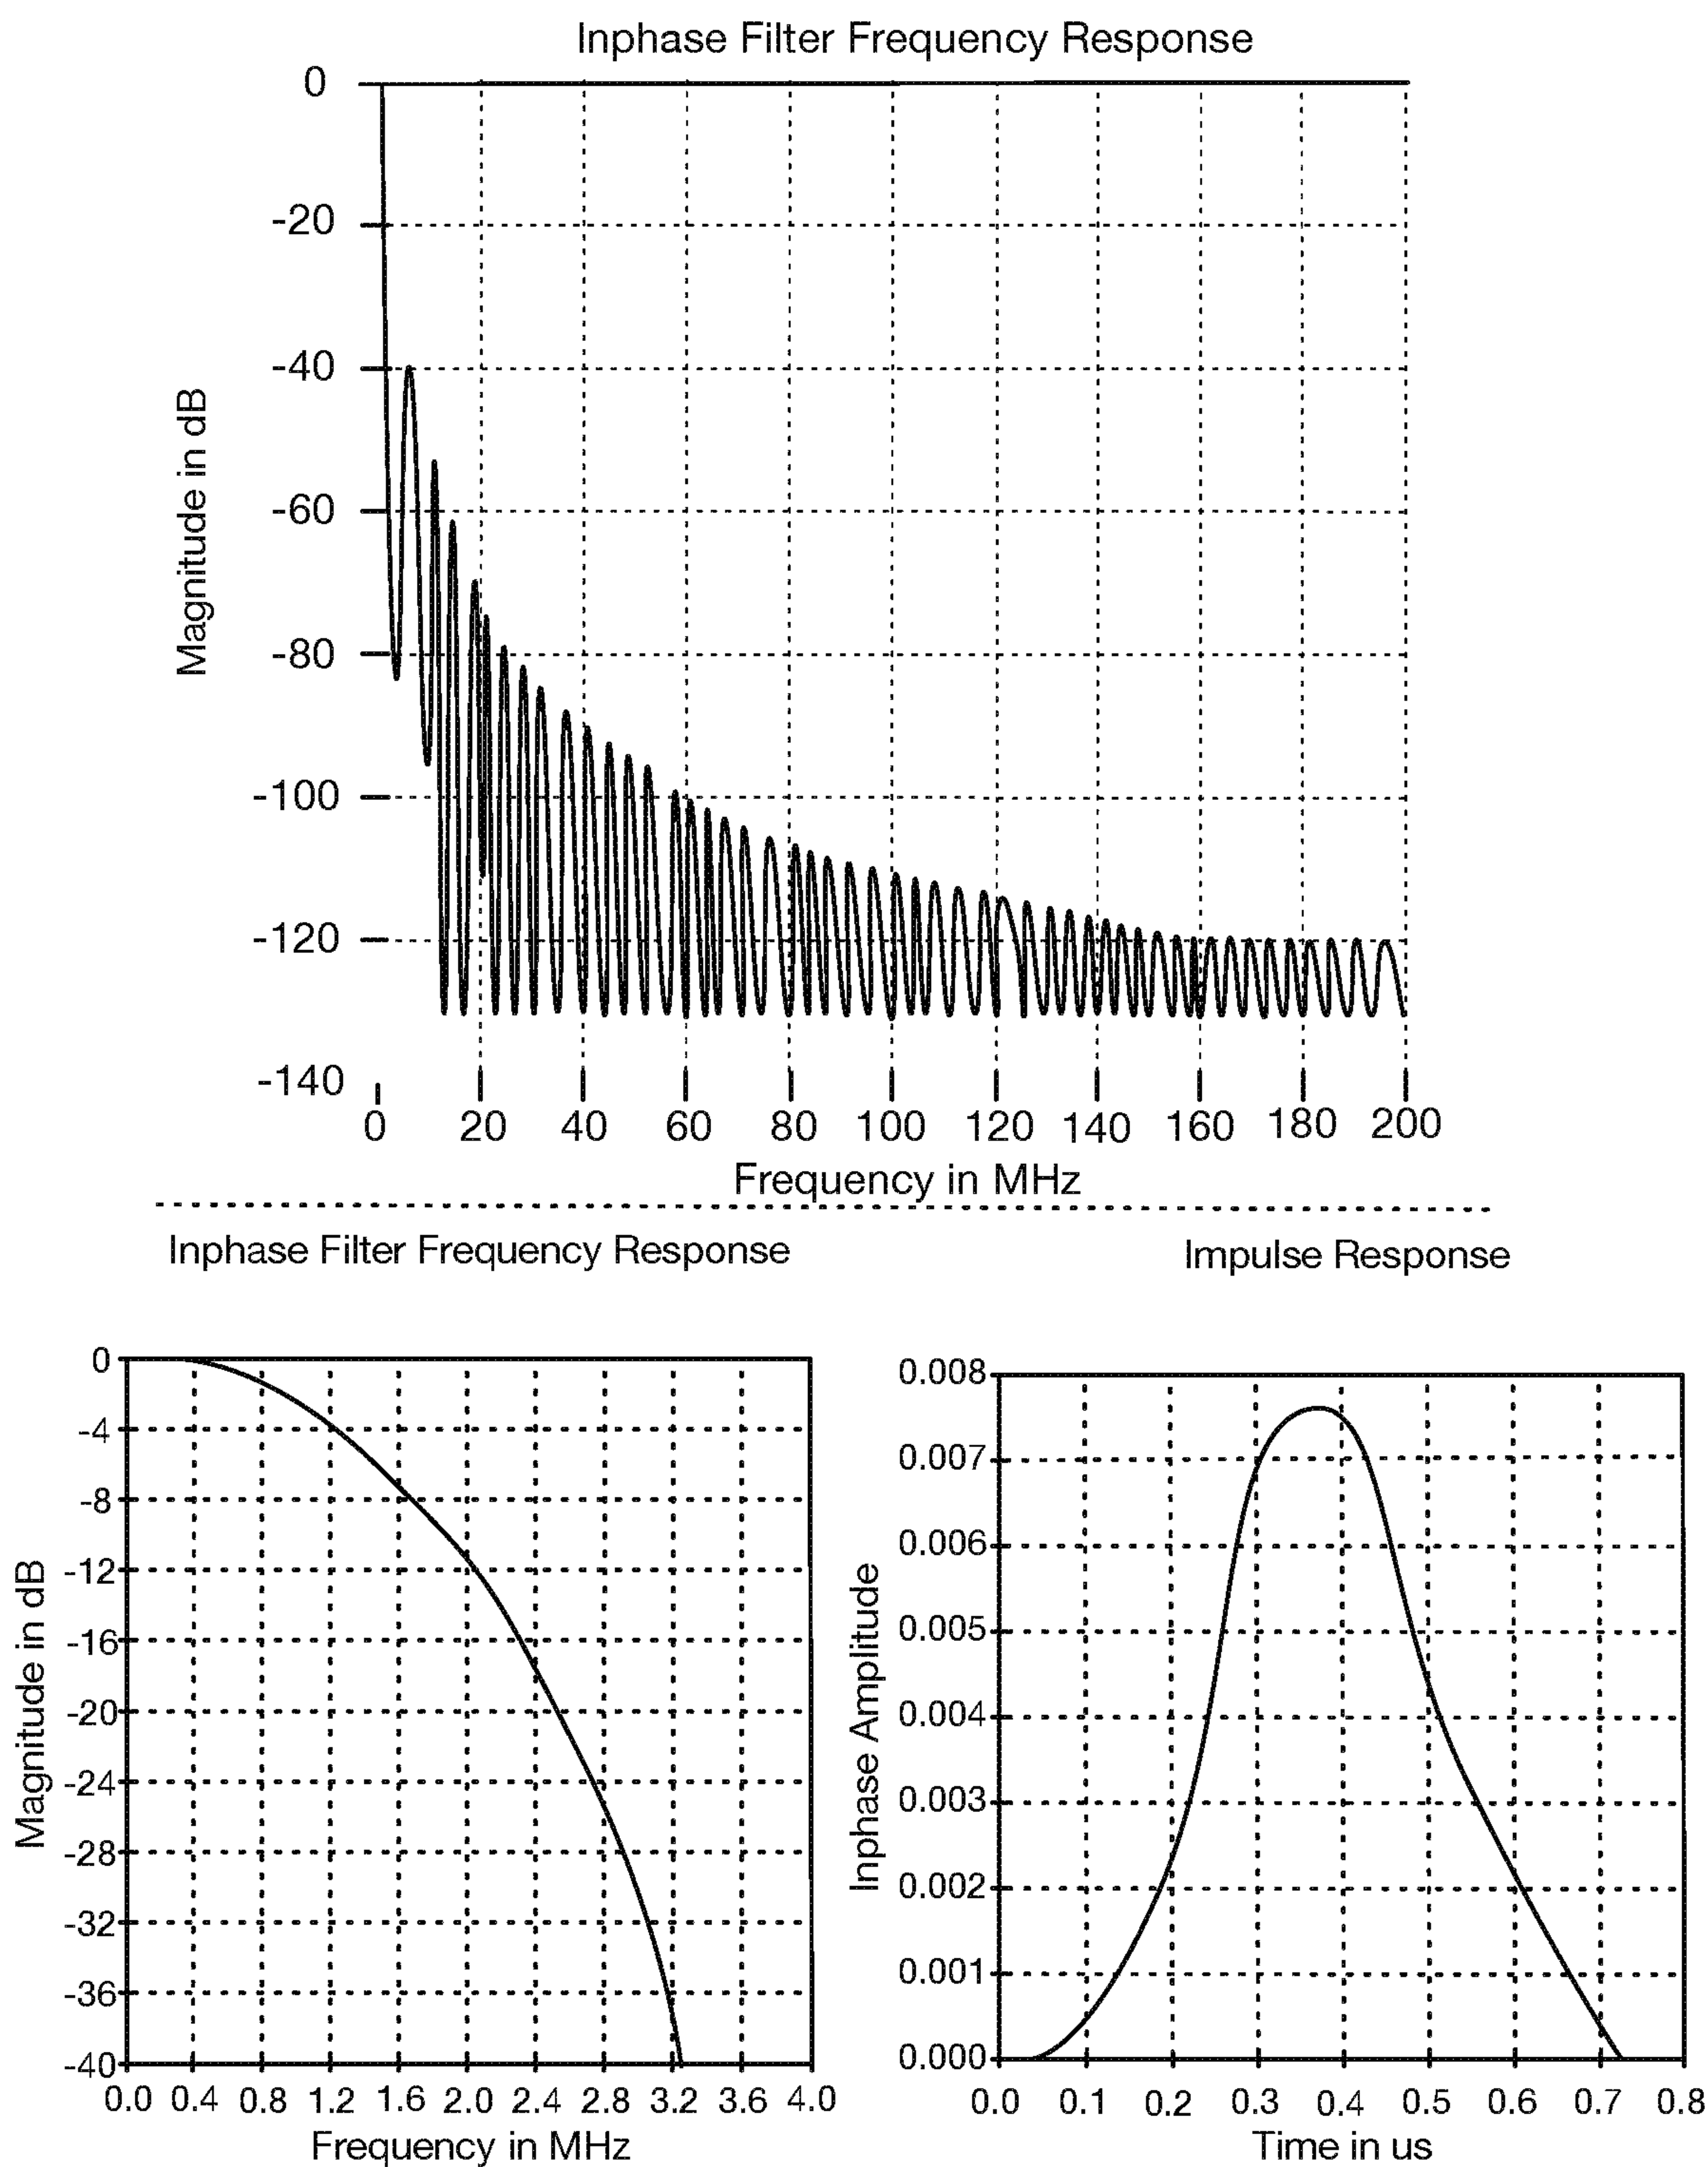 Inphase Filter Frequency Response
0
-20
-40
-60
-80
-100
-120
-140
Magnitude in dB
0 20 40 60 80 100 120 140 160 180 200
Frequency in MHz
Inphase Filter Frequency Response
0
-4
-8
-12
-16
-20
-24
-28
-32
-36
-40
Magnitude in dB
0.0 0.4 0.8 1.2 1.6 2.0 2.4 2.8 3.2 3.6 4.0
Frequency in MHz
Impulse Response
0.008
0.007
0.006
0.005
0.004
0.003
0.002
0.001
0.000
Inphase Amplitude
0.0 0.1 0.2 0.3 0.4 0.5 0.6 0.7 0.8
Time in us